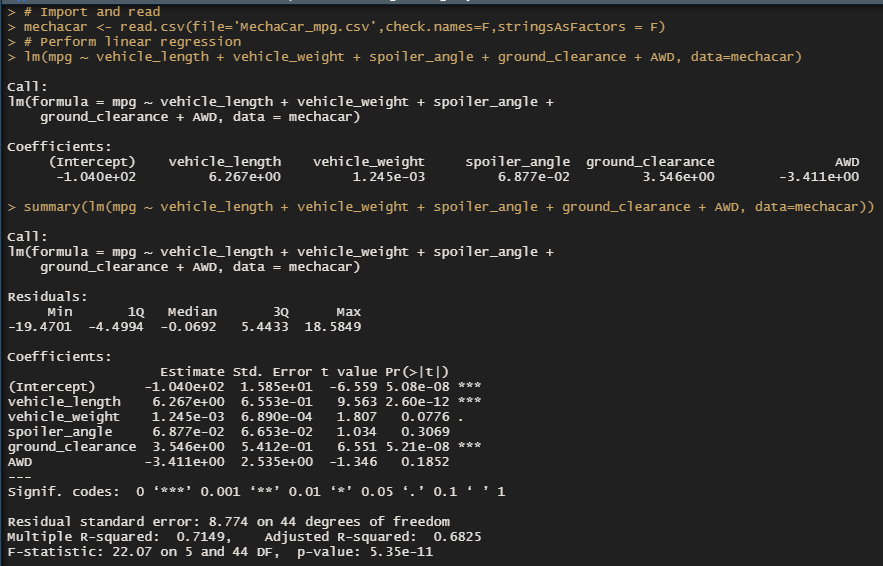 > # Import and read
> mechacar <- read.csv(file='MechaCar_mpg.csv',check.names=F,stringsAsFactors = F)
> # Perform linear regression
> lm(mpg ~ vehicle_length + vehicle_weight + spoiler_angle + ground_clearance + AWD, data=mechacar)
Call:
lm(formula = mpg ~ vehicle_length + vehicle_weight + spoiler_angle +
    ground_clearance + AWD, data = mechacar)
Coefficients:
     (Intercept)    vehicle_length    vehicle_weight     spoiler_angle  ground_clearance               AWD
      -1.040e+02         6.267e+00         1.245e-03         6.877e-02         3.546e+00        -3.411e+00
> summary(lm(mpg ~ vehicle_length + vehicle_weight + spoiler_angle + ground_clearance + AWD, data=mechacar))
Call:
lm(formula = mpg ~ vehicle_length + vehicle_weight + spoiler_angle +
    ground_clearance + AWD, data = mechacar)
Residuals:
     Min       1Q   Median       3Q      Max
-19.4701  -4.4994  -0.0692   5.4433  18.5849
Coefficients:
                   Estimate Std. Error t value Pr(>|t|)
(Intercept)      -1.040e+02  1.585e+01  -6.559 5.08e-08 ***
vehicle_length    6.267e+00  6.553e-01   9.563 2.60e-12 ***
vehicle_weight    1.245e-03  6.890e-04   1.807   0.0776 .
spoiler_angle     6.877e-02  6.653e-02   1.034   0.3069
ground_clearance  3.546e+00  5.412e-01   6.551 5.21e-08 ***
AWD              -3.411e+00  2.535e+00  -1.346   0.1852
---
Signif. codes:  0 ‘***’ 0.001 ‘**’ 0.01 ‘*’ 0.05 ‘.’ 0.1 ‘ ’ 1
Residual standard error: 8.774 on 44 degrees of freedom
Multiple R-squared:  0.7149,    Adjusted R-squared:  0.6825
F-statistic: 22.07 on 5 and 44 DF,  p-value: 5.35e-11